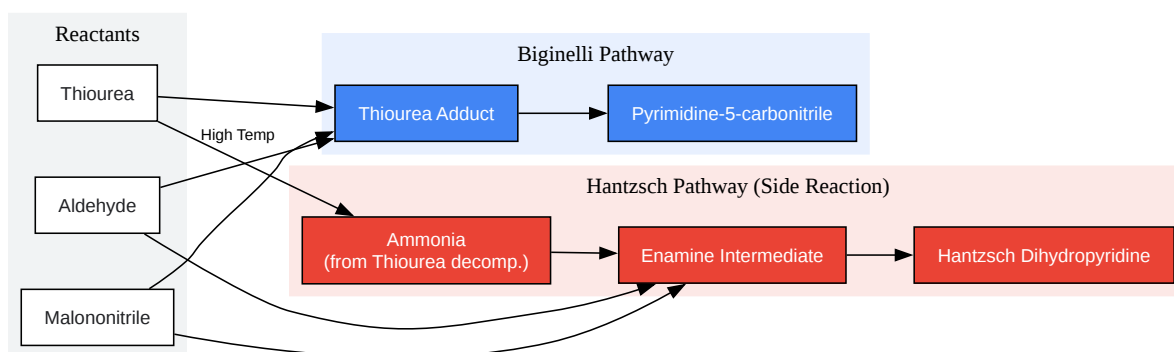 Reactants
Thiourea
Aldehyde
Malononitrile
Biginelli Pathway
Thiourea Adduct
Pyrimidine-5-carbonitrile
High Temp
Hantzsch Pathway (Side Reaction)
Ammonia
(from Thiourea decomp.)
Enamine Intermediate
Hantzsch Dihydropyridine